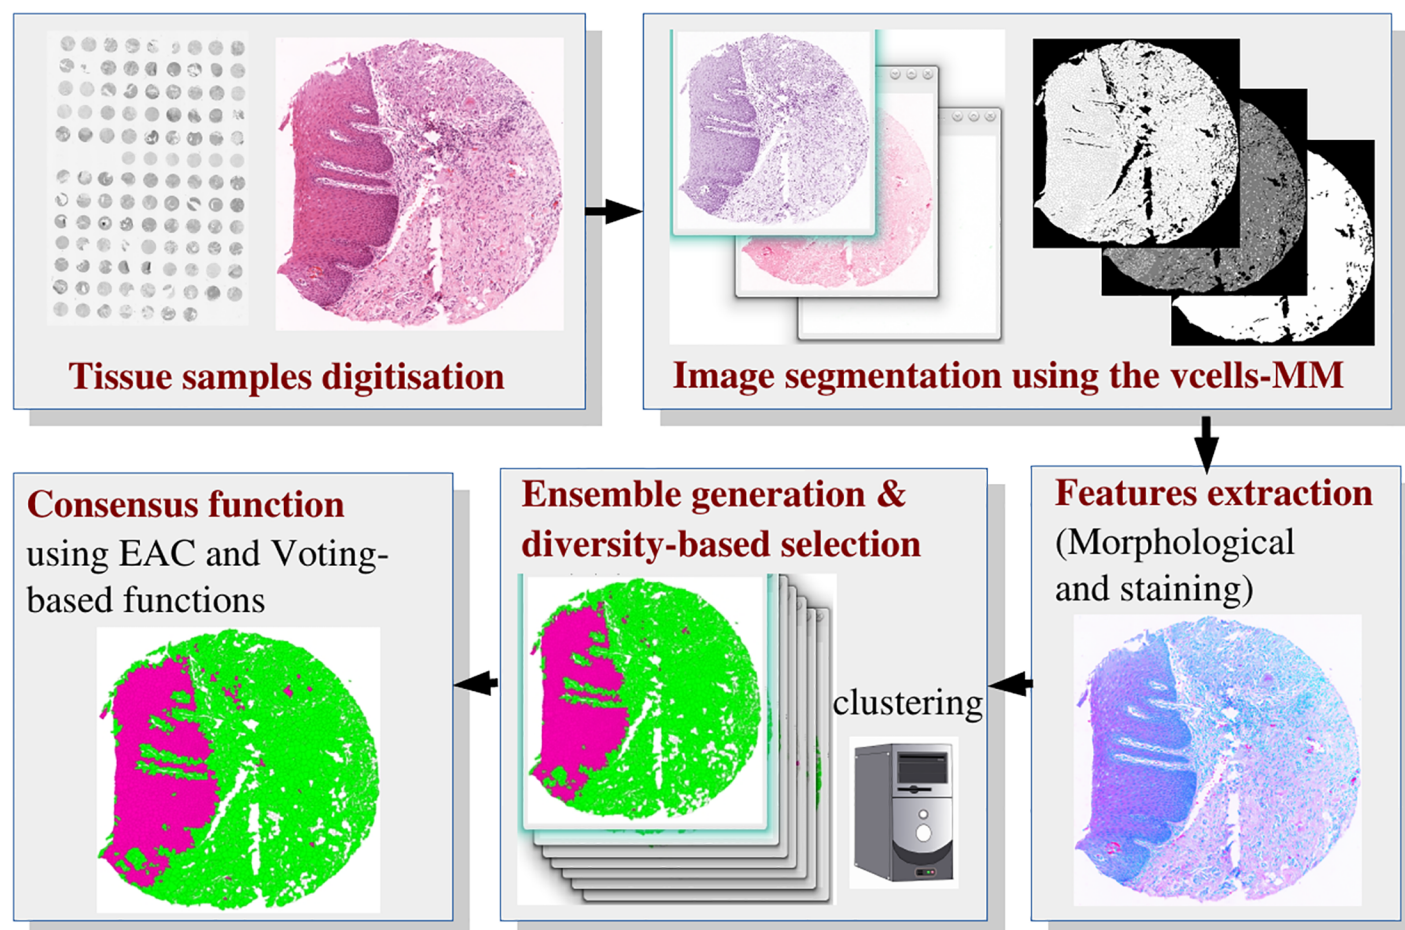 Tissue samples digitisation
Image segmentation using the vcells-MM
Features extraction
(Morphological
and staining)
Ensemble generation &
diversity-based selection
clustering
Consensus function
using EAC and Voting-
based functions